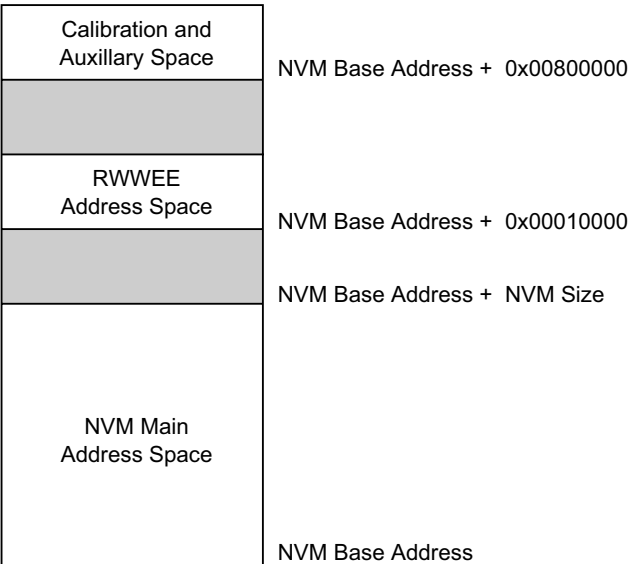 Calibration and
Auxillary Space
NVM Base Address + 0x00800000
RWWEE
Address Space
NVM Base Address + 0x00010000
NVM Base Address + NVM Size
NVM Main
Address Space
NVM Base Address